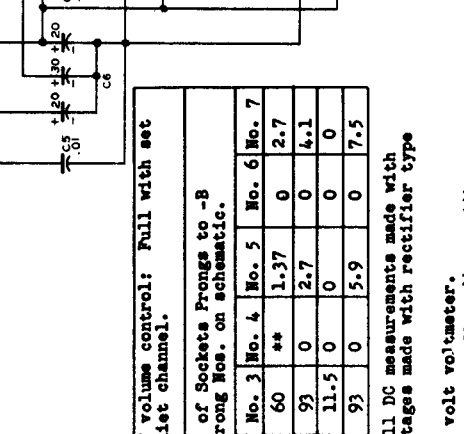 + 20
+ 30
+ 20
C6
C5
.01
volume control: Full with set
iet channel.
of Sockets Prongs to -B
rong Nos. on schematic.
No. 3 No. 4 No. 5 No. 6 No. 7
60 ** 1.37 0 2.7
93 0 2.7 0 4.1
11.5 0 0 0 0
93 0 5.9 0 7.5
ll DC measurements made with
tages made with rectifier type
volt voltmeter.